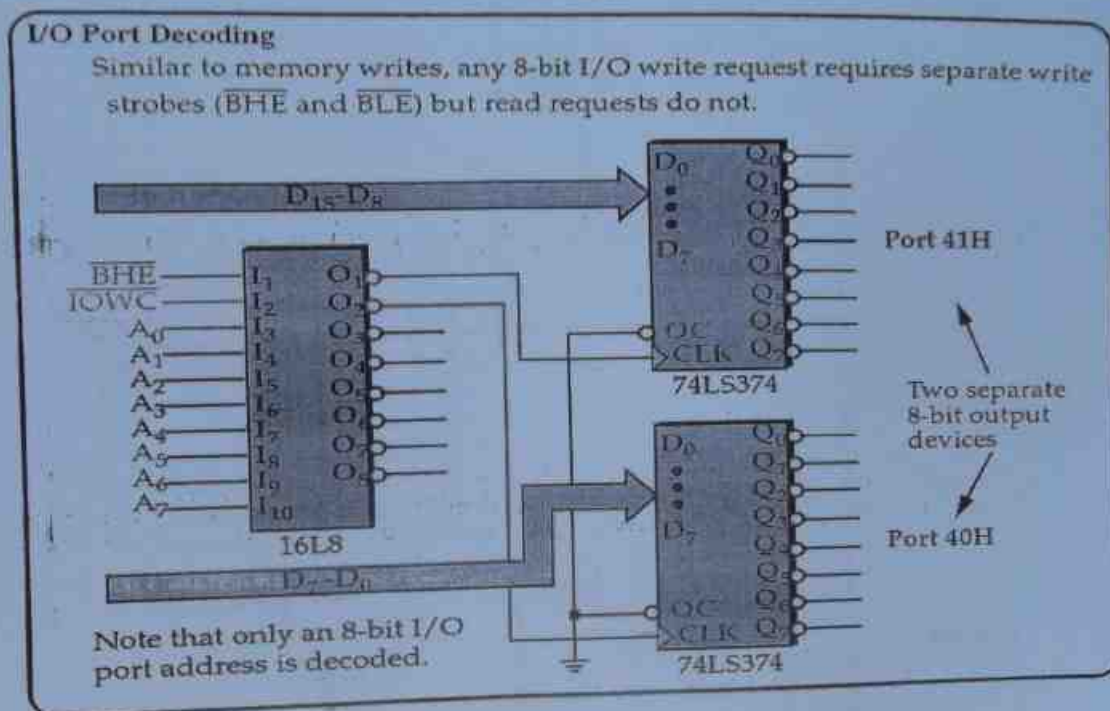 I/O Port Decoding
Similar to memory writes, any 8-bit I/O write request requires separate write
strobes (B̅H̅E̅ and B̅L̅E̅) but read requests do not.
D15-D8
D0
D7
Q0
Q1
Q2
Q3
Q
Q5
Q6
Q7
OC
CLK
74LS374
Port 41H
B̅H̅E̅
I̅O̅W̅C̅
A0
A1
A2
A3
A4
A5
A6
A7
I1
I2
I3
I4
I5
I6
I7
I8
I9
I10
O1
O2
O3
O4
O5
O6
O7
O8
16L8
Two separate
8-bit output
devices
D0
D7
Q0
Q1
Q2
Q3
Q4
Q5
Q6
Q7
OC
CLK
74LS374
Port 40H
D7-D0
Note that only an 8-bit I/O
port address is decoded.